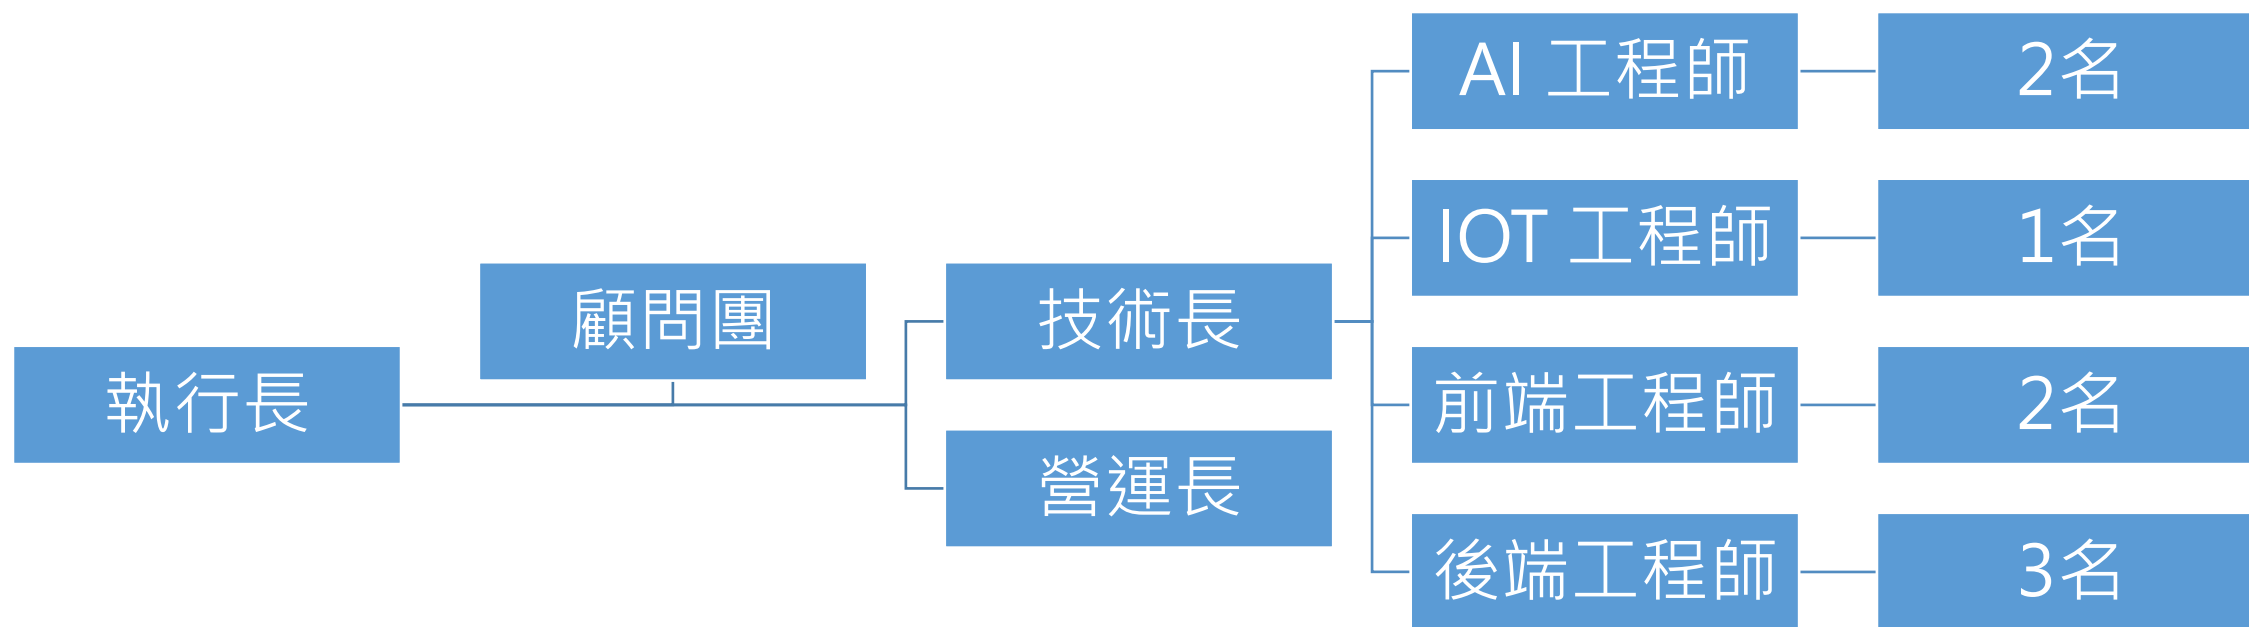 執行長
顧問團
技術長
營運長
AI 工程師
2名
IOT 工程師
1名
前端工程師
2名
後端工程師
3名